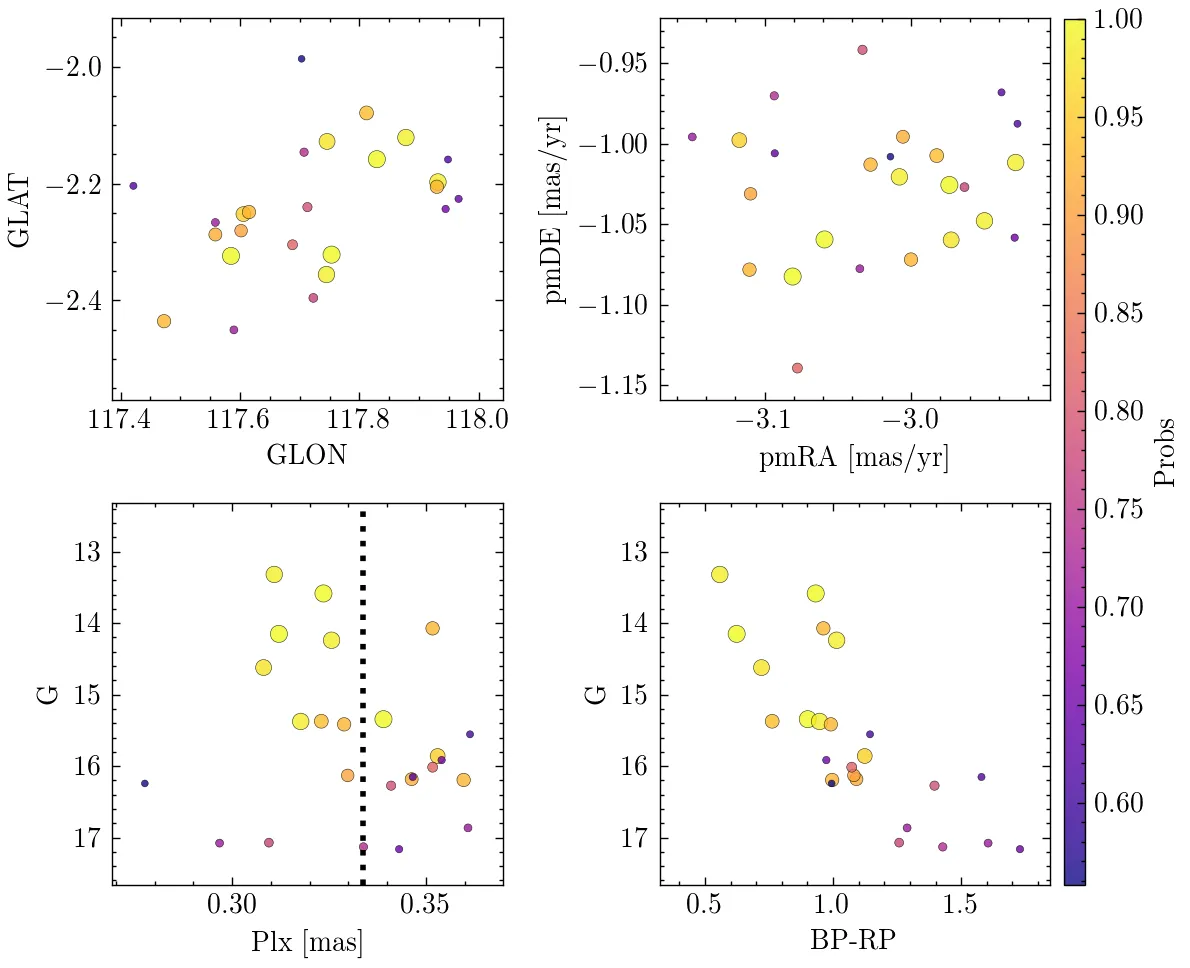 −2.0
−2.2
−2.4
GLAT
117.4 117.6 117.8 118.0
GLON
−0.95
−1.00
−1.05
−1.10
−1.15
pmDE [mas/yr]
−3.1 −3.0
pmRA [mas/yr]
13
14
15
16
17
G
0.30 0.35
Plx [mas]
13
14
15
16
17
G
0.5 1.0 1.5
BP-RP
1.00
0.95
0.90
0.85
0.80
0.75
0.70
0.65
0.60
Probs